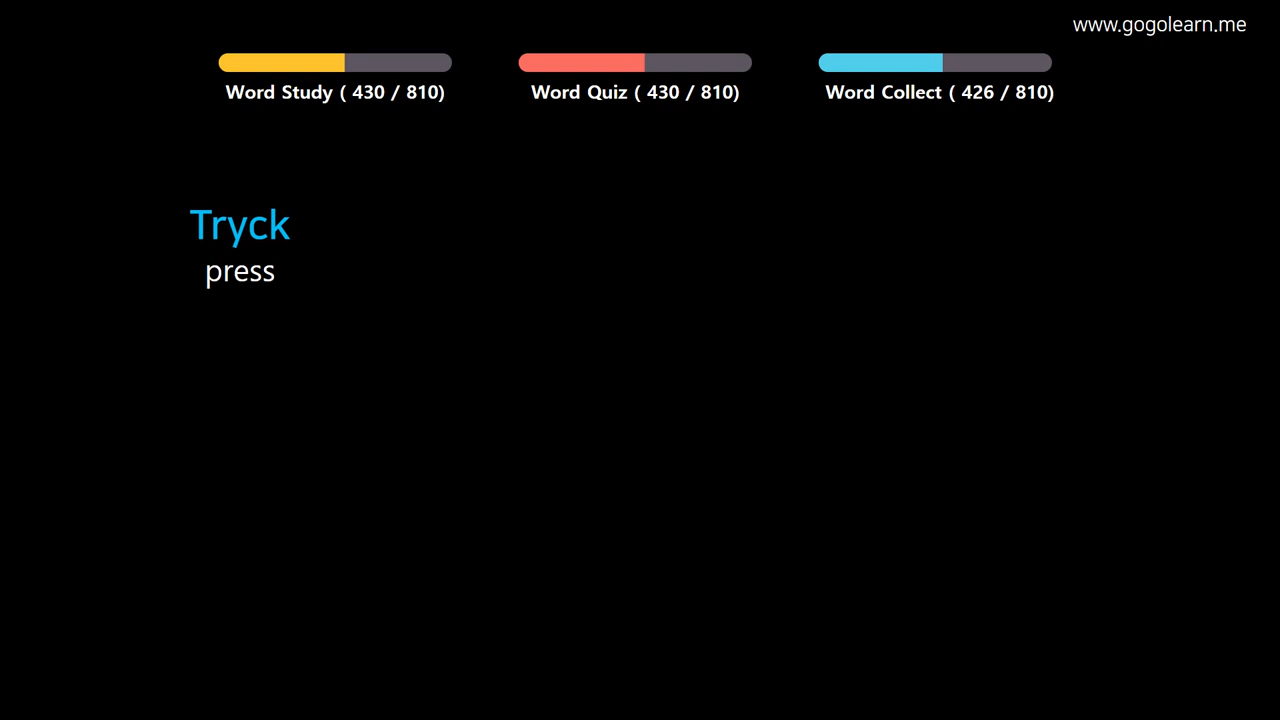 www.gogolearn.me
Word Study ( 430 / 810)
Word Quiz ( 430 / 810)
Word Collect ( 426 / 810)
Tryck
press